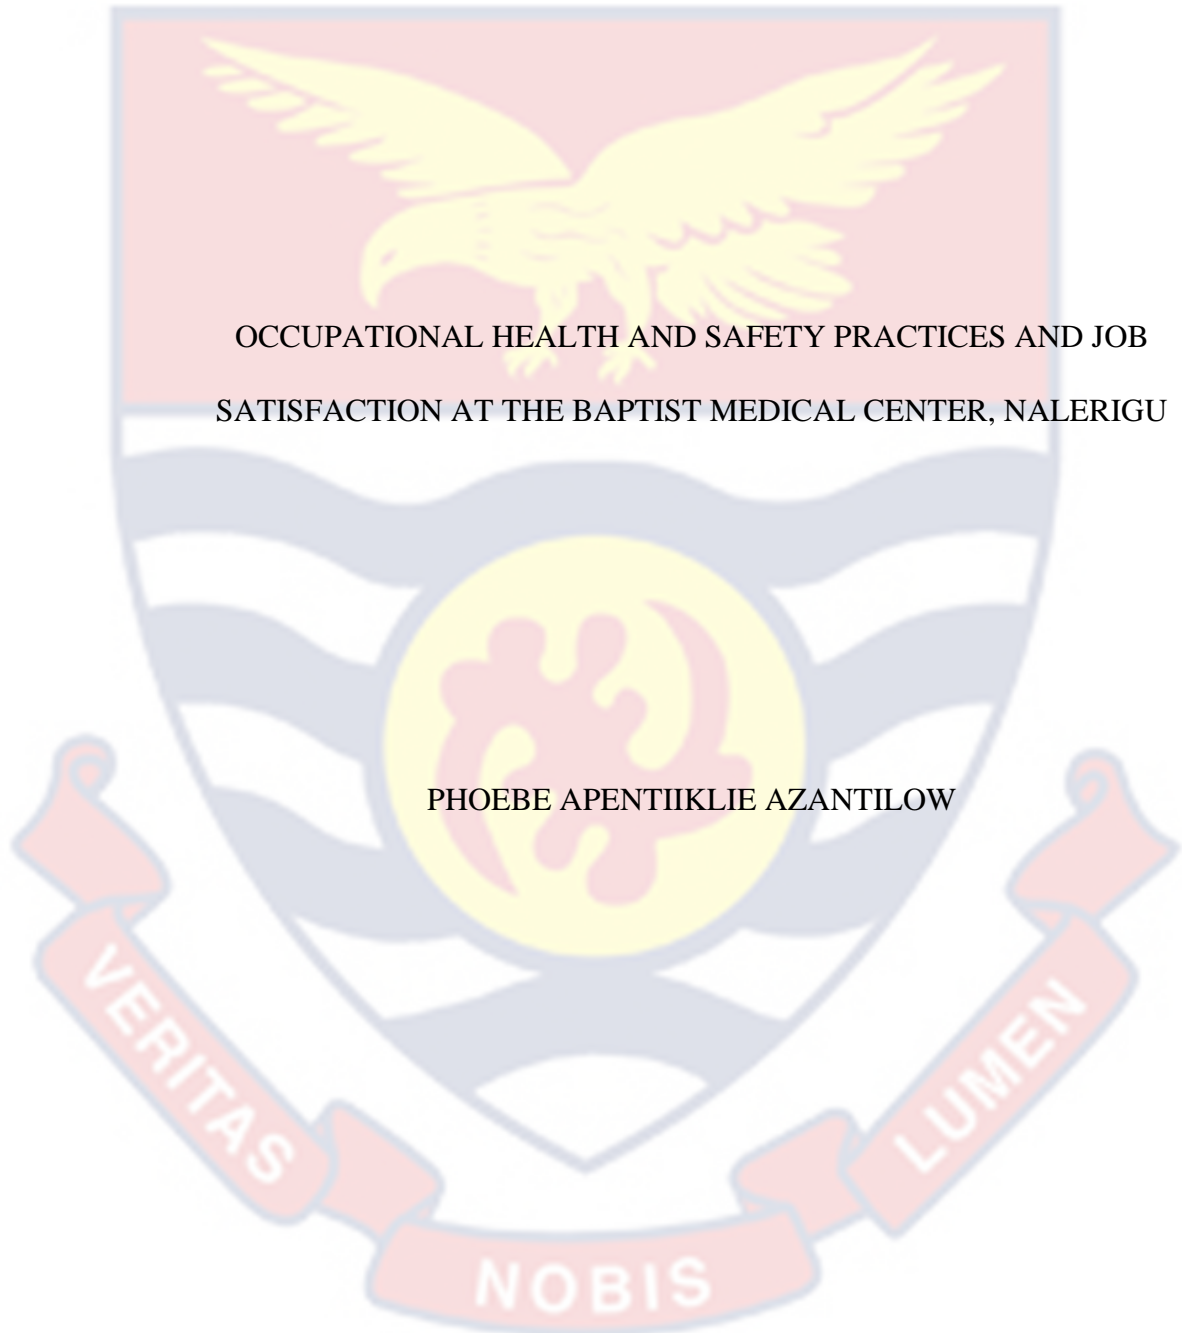 OCCUPATIONAL HEALTH AND SAFETY PRACTICES AND JOB
SATISFACTION AT THE BAPTIST MEDICAL CENTER, NALERIGU
PHOEBE APENTIIKLIE AZANTILOW
VERITAS
NOBIS
LUMEN